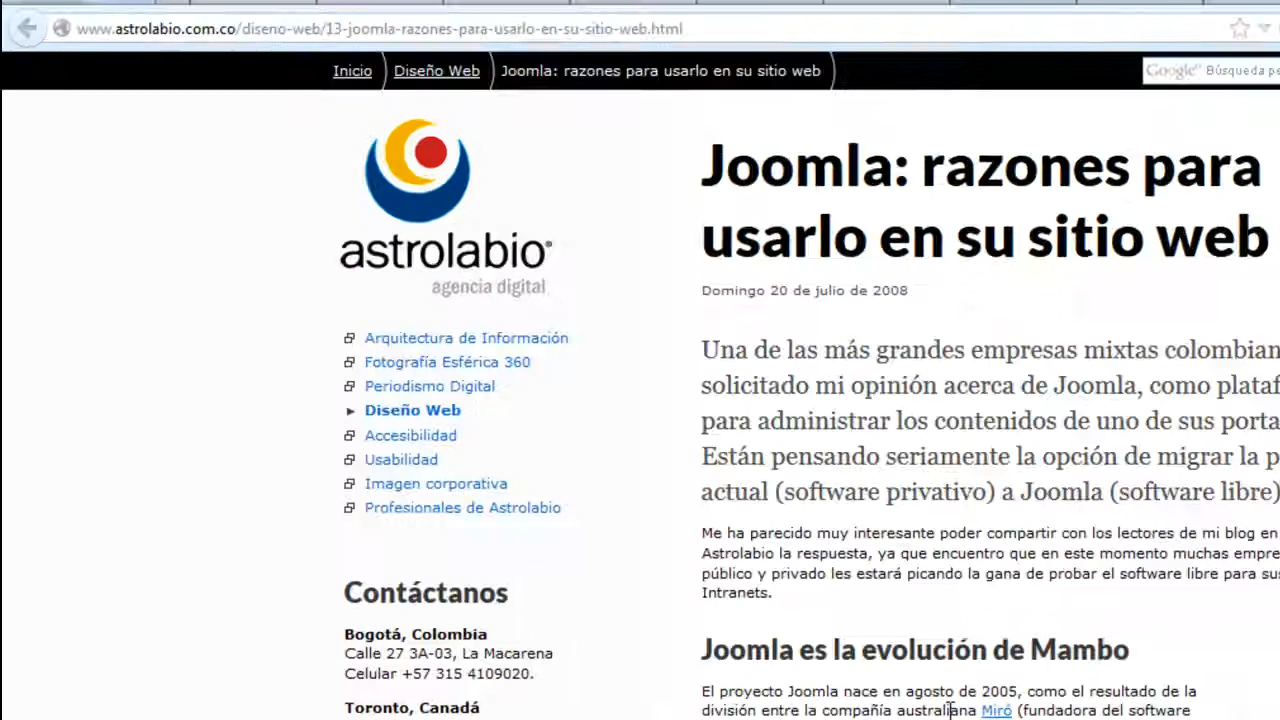 www.astrolabio.com.co/diseno-web/13-joomla-razones-para-usarlo-en-su-sitio-web.html
Inicio Diseño Web Joomla: razones para usarlo en su sitio web
Google Búsqueda
astrolabio
agencia digital
Arquitectura de Información
Fotografía Esférica 360
Periodismo Digital
Diseño Web
Accesibilidad
Usabilidad
Imagen corporativa
Profesionales de Astrolabio
Contáctanos
Bogotá, Colombia
Calle 27 3A-03, La Macarena
Celular +57 315 4109020.
Toronto, Canadá
Joomla: razones para
usarlo en su sitio web
Domingo 20 de julio de 2008
Una de las más grandes empresas mixtas colombian
solicitado mi opinión acerca de Joomla, como plataf
para administrar los contenidos de uno de sus porta
Están pensando seriamente la opción de migrar la p
actual (software privativo) a Joomla (software libre)
Me ha parecido muy interesante poder compartir con los lectores de mi blog en
Astrolabio la respuesta, ya que encuentro que en este momento muchas empre
público y privado les estará picando la gana de probar el software libre para sus
Intranets.
Joomla es la evolución de Mambo
El proyecto Joomla nace en agosto de 2005, como el resultado de la
división entre la compañía australiana Miró (fundadora del software